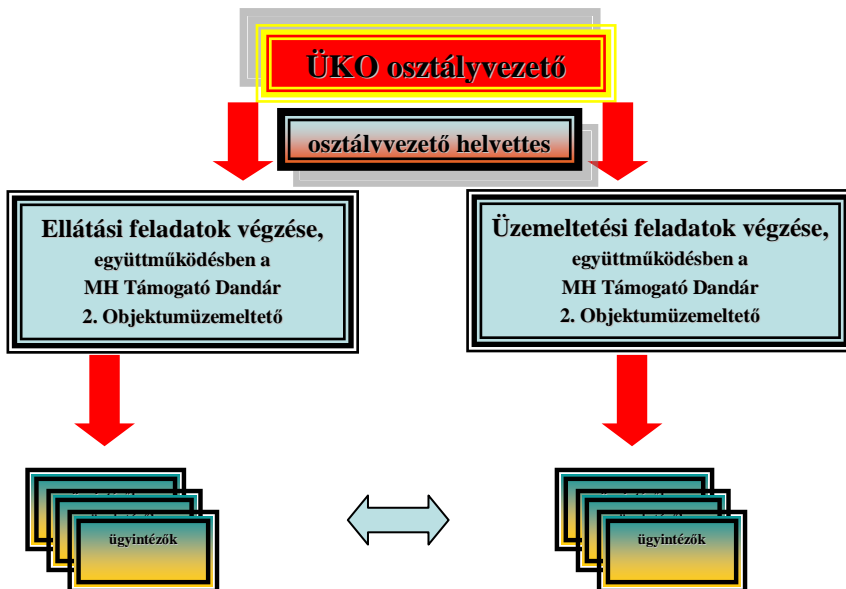 ÜKO osztályvezető
osztályvezető helyettes
Ellátási feladatok végzése,
együttműködésben a
MH Támogató Dandár
2. Objektumüzemeltető
Üzemeltetési feladatok végzése,
együttműködésben a
MH Támogató Dandár
2. Objektumüzemeltető
ügyintézők
ügyintézők